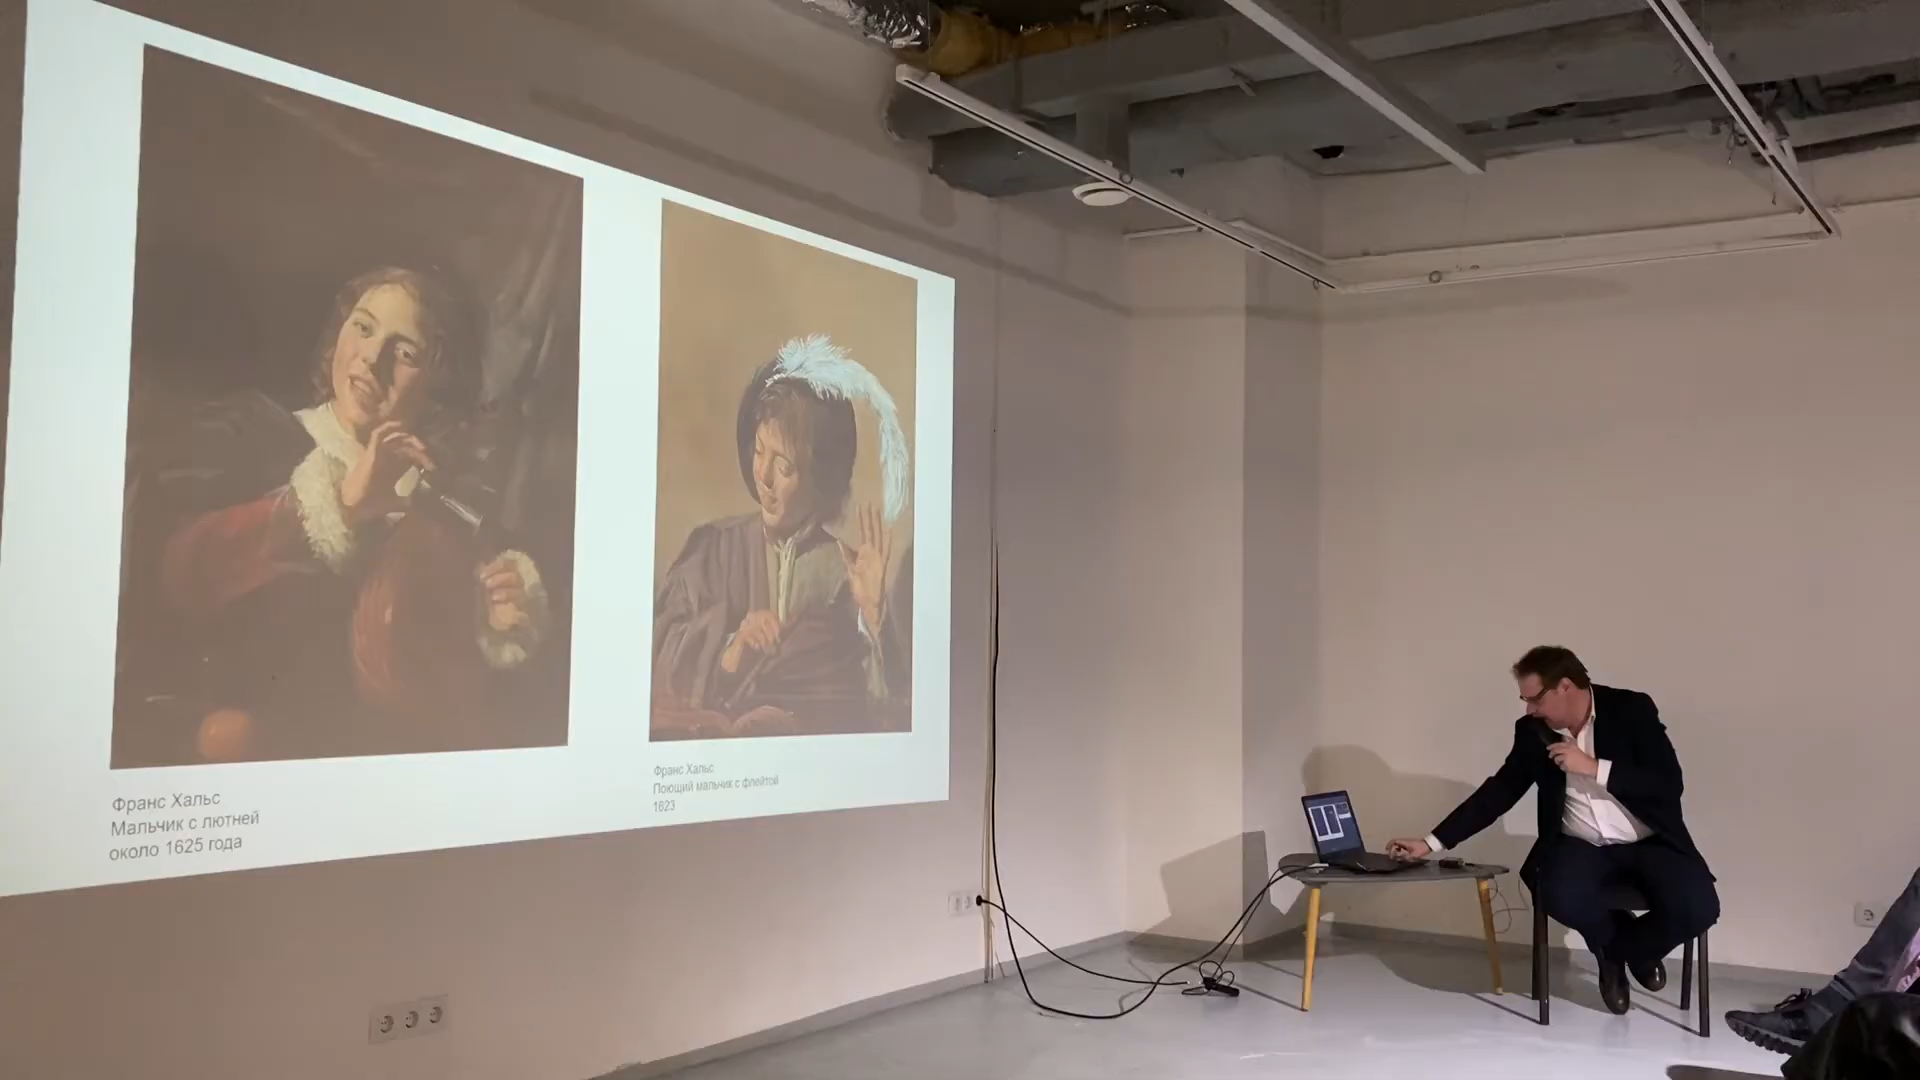 Франс Хальс
Мальчик с лютней
около 1625 года
Франс Хальс
Поющий мальчик с флейтой
1623